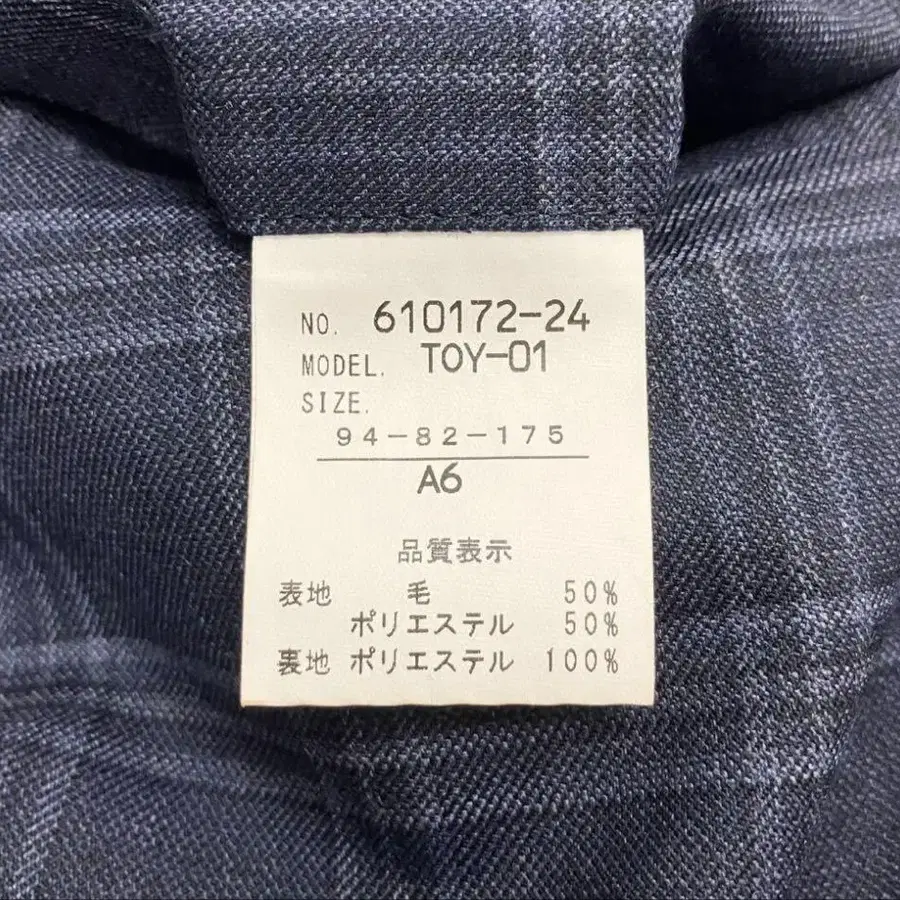 NO. 610172-24
MODEL. TOY-01
SIZE.
94-82-175
A6
品質表示
表地 毛 50%
ポリエステル 50%
裏地 ポリエステル 100%